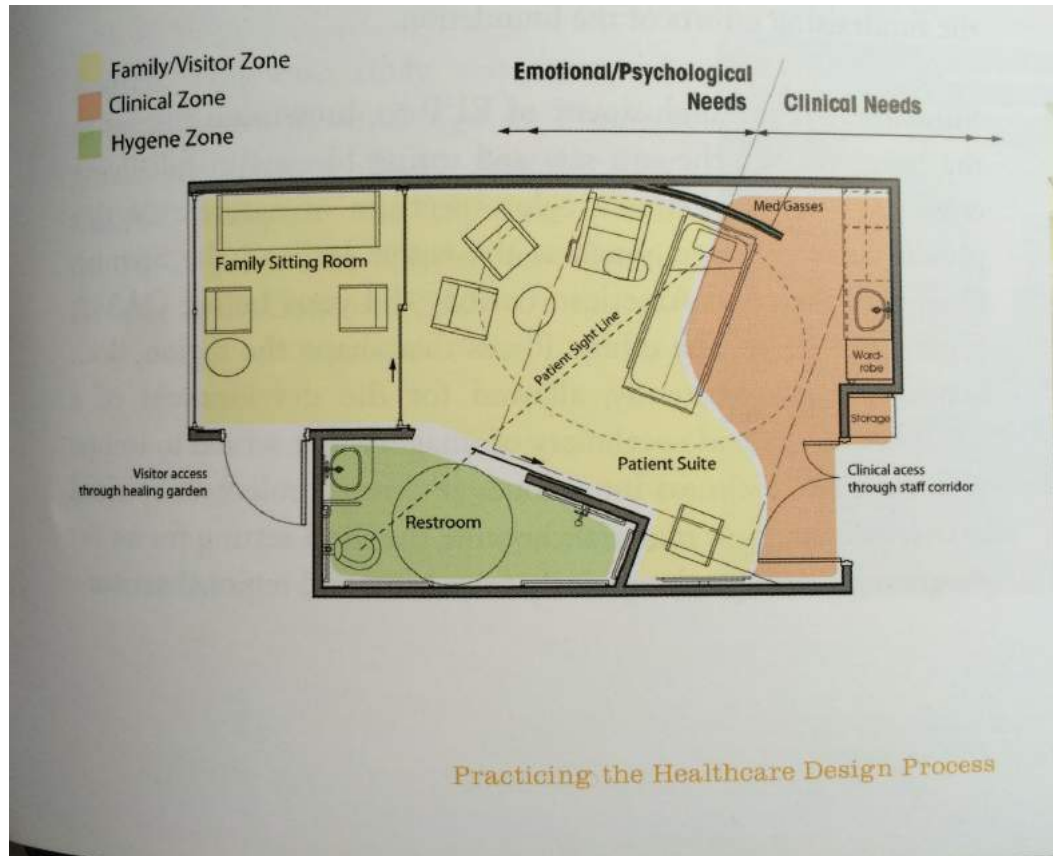 Family/Visitor Zone
Clinical Zone
Hygene Zone
Emotional/Psychological
Needs
Clinical Needs
Med Gasses
Family Sitting Room
Patient Sight Line
Ward-
robe
Storage
Patient Suite
Visitor access
through healing garden
Clinical acess
through staff corridor
Restroom
Practicing the Healthcare Design Process